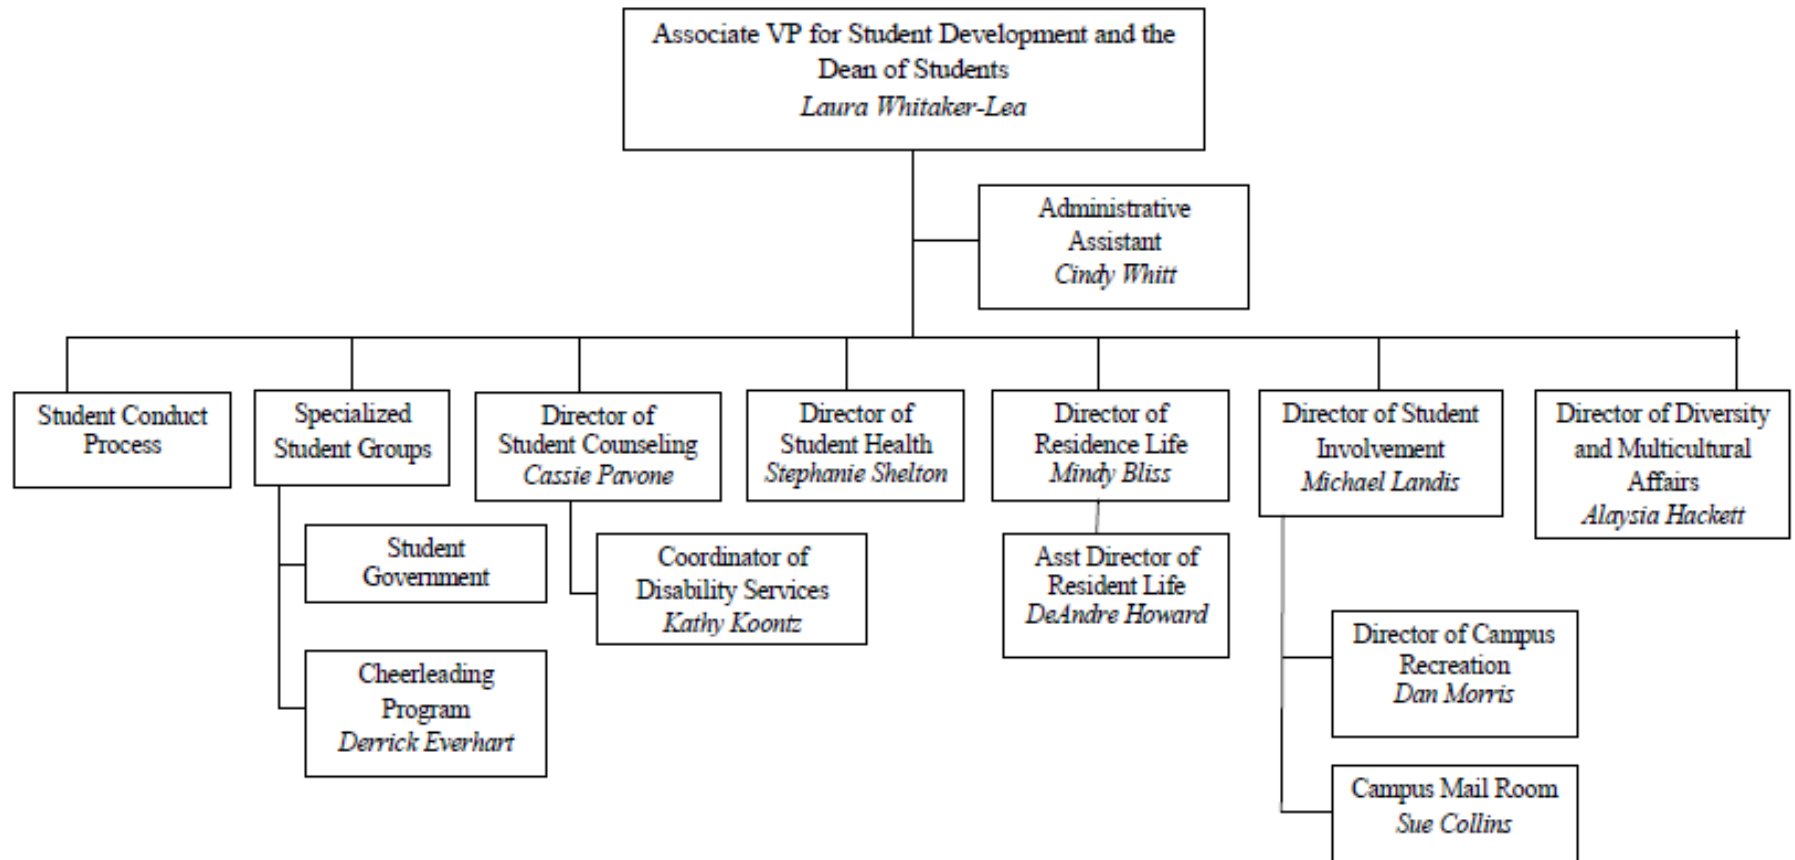 Associate VP for Student Development and the
Dean of Students
Laura Whitaker-Lea
Administrative
Assistant
Cindy Whitt
Student Conduct
Process
Specialized
Student Groups
Director of
Student Counseling
Cassie Pavone
Director of
Student Health
Stephanie Shelton
Director of
Residence Life
Mindy Bliss
Director of Student
Involvement
Michael Landis
Director of Diversity
and Multicultural
Affairs
Alaysia Hackett
Student
Government
Coordinator of
Disability Services
Kathy Koontz
Asst Director of
Resident Life
DeAndre Howard
Cheerleading
Program
Derrick Everhart
Director of Campus
Recreation
Dan Morris
Campus Mail Room
Sue Collins